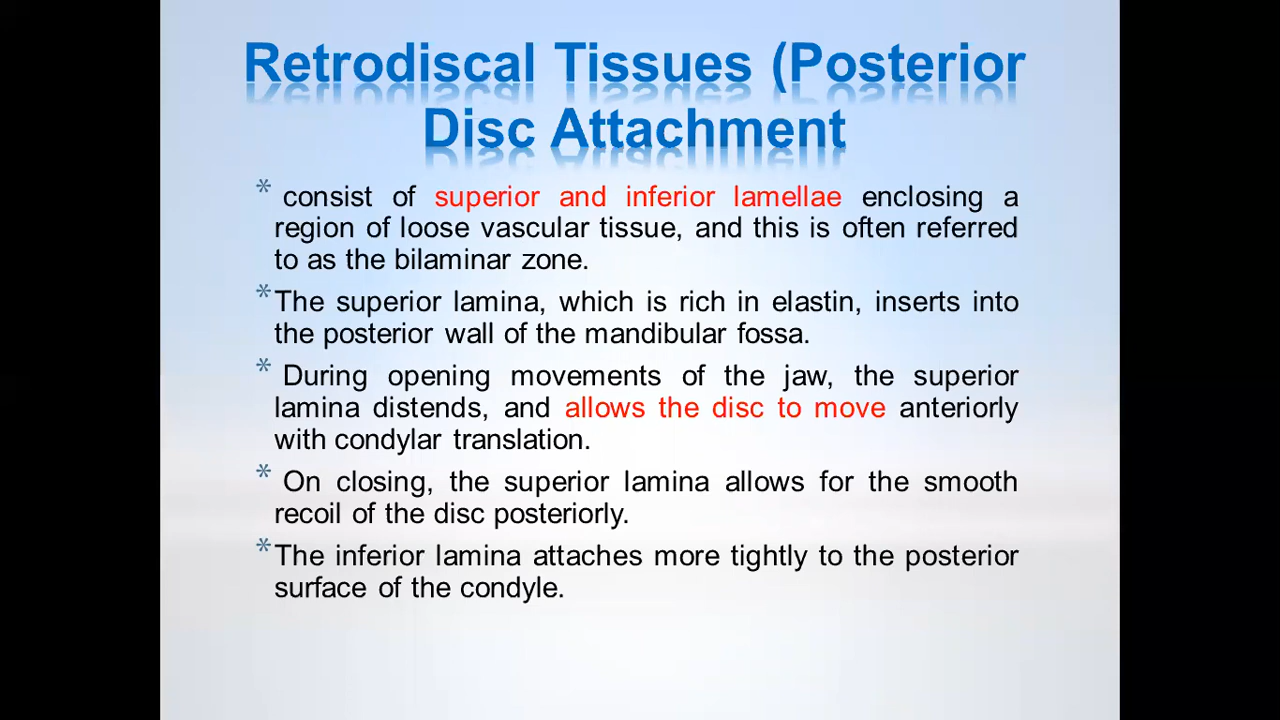 Retrodiscal Tissues (Posterior
Disc Attachment
* consist of superior and inferior lamellae enclosing a
region of loose vascular tissue, and this is often referred
to as the bilaminar zone.
*The superior lamina, which is rich in elastin, inserts into
the posterior wall of the mandibular fossa.
* During opening movements of the jaw, the superior
lamina distends, and allows the disc to move anteriorly
with condylar translation.
* On closing, the superior lamina allows for the smooth
recoil of the disc posteriorly.
*The inferior lamina attaches more tightly to the posterior
surface of the condyle.